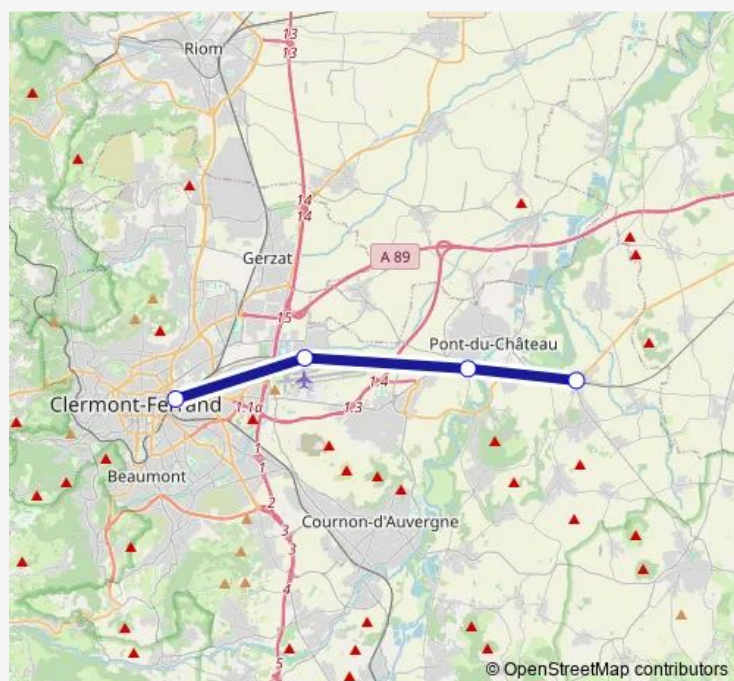 Riom
13
13
14
14
Gerzat
A 89
15
Pont-du-Château
1.4
Clermont-Ferrand
1.1a
1.3
Beaumont
1
1
2
Cournon-d'Auvergne
3
3
4
5
© OpenStreetMap contributors